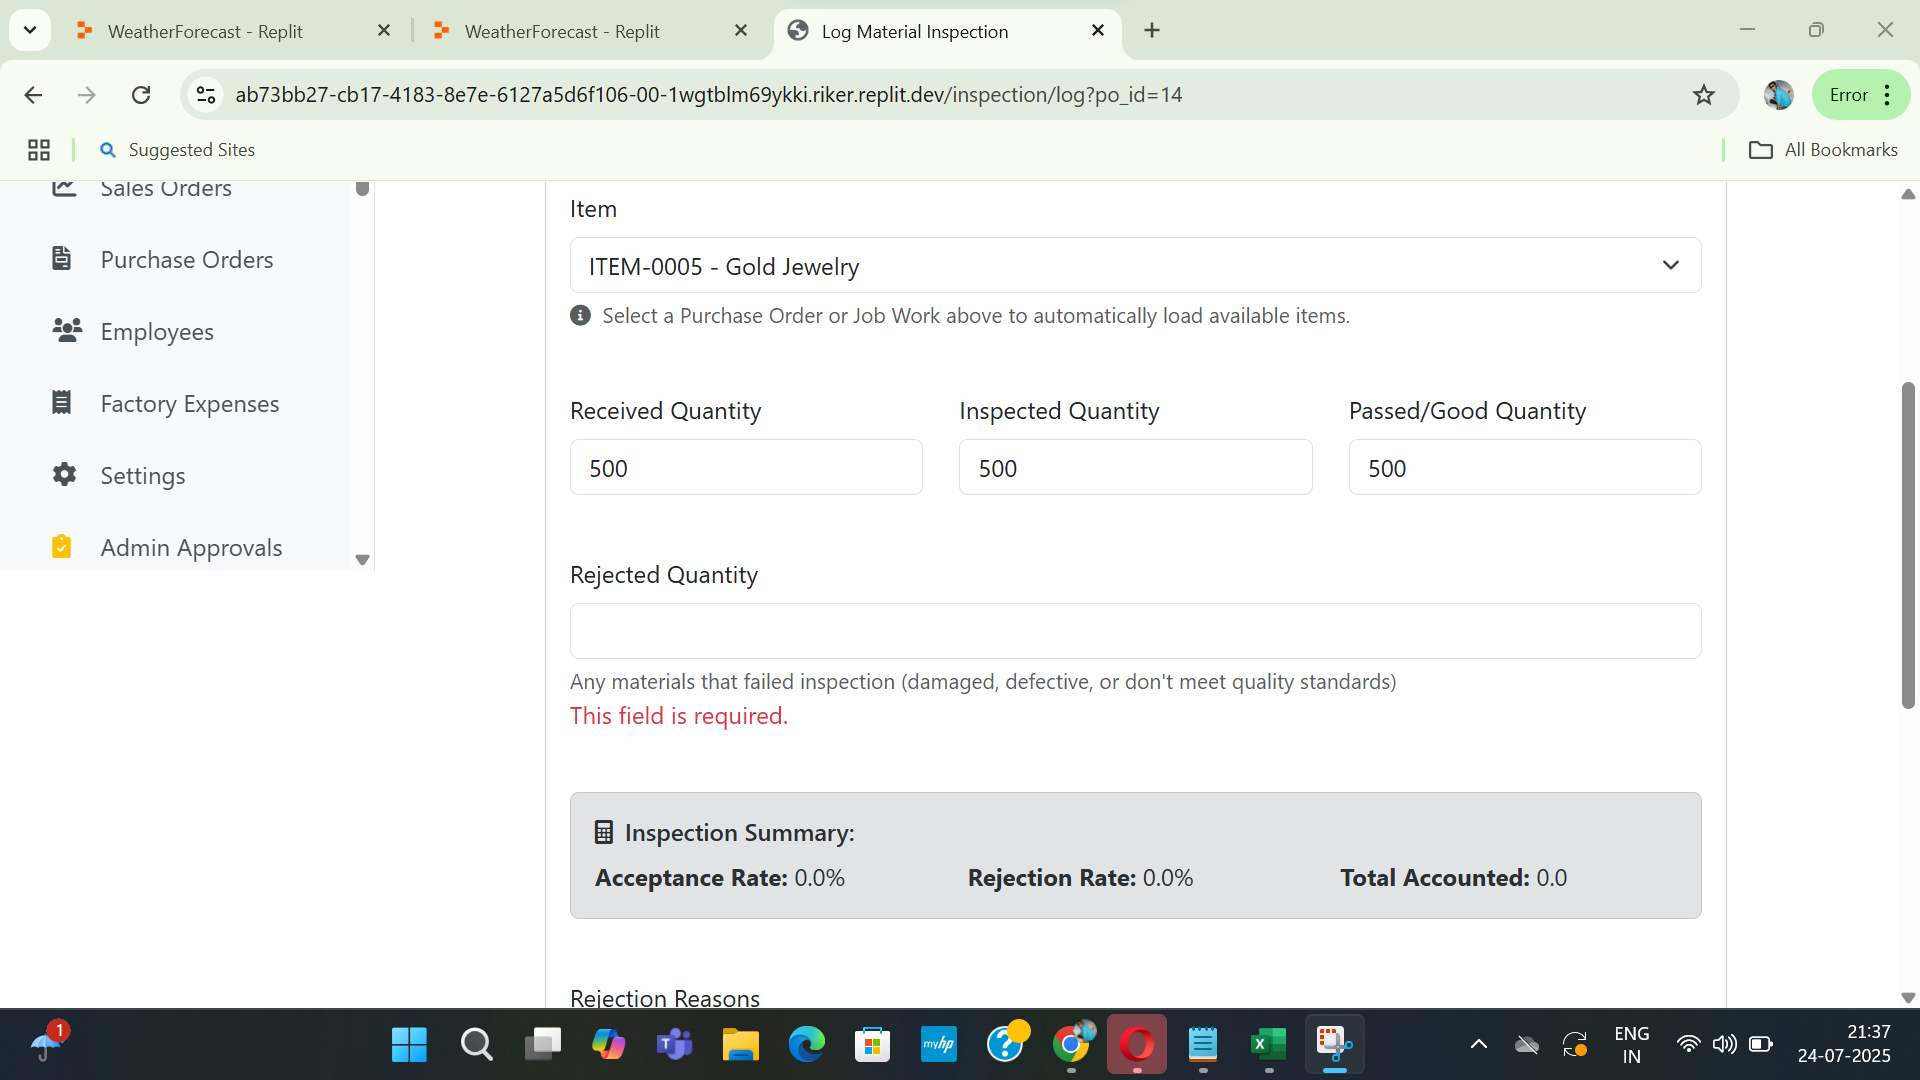 WeatherForecast - Replit
WeatherForecast - Replit
Log Material Inspection
ab73bb27-cb17-4183-8e7e-6127a5d6f106-00-1wgtblm69ykki.riker.replit.dev/inspection/log?po_id=14
Error
Suggested Sites
All Bookmarks
Sales Orders
Purchase Orders
Employees
Factory Expenses
Settings
Admin Approvals
Item
ITEM-0005 - Gold Jewelry
Select a Purchase Order or Job Work above to automatically load available items.
Received Quantity
Inspected Quantity
Passed/Good Quantity
500
500
500
Rejected Quantity
Any materials that failed inspection (damaged, defective, or don't meet quality standards)
This field is required.
Inspection Summary:
Acceptance Rate: 0.0%
Rejection Rate: 0.0%
Total Accounted: 0.0
Rejection Reasons
1
myhp
ENG
IN
21:37
24-07-2025